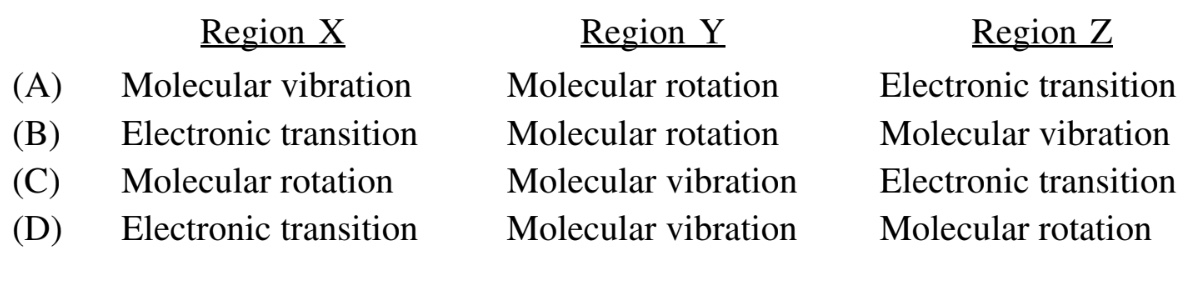 Region X Region Y Region Z
(A) Molecular vibration Molecular rotation Electronic transition
(B) Electronic transition Molecular rotation Molecular vibration
(C) Molecular rotation Molecular vibration Electronic transition
(D) Electronic transition Molecular vibration Molecular rotation